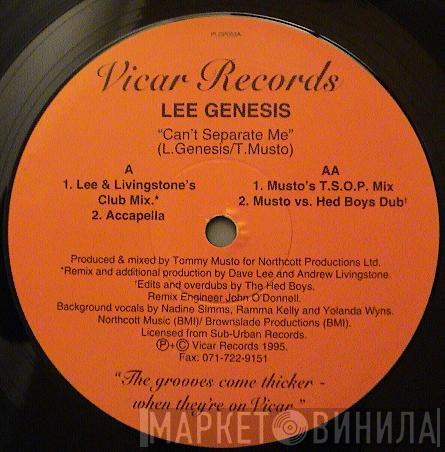 PUSP053A
Vicar Records
LEE GENESIS
"Can't Separate Me"
(L.Genesis/T.Musto)
A
1. Lee & Livingstone's
Club Mix.*
2. Accapella
AA
1. Musto's T.S.O.P. Mix
2. Musto vs. Hed Boys Dub†
Produced & mixed by Tommy Musto for Northcott Productions Ltd.
*Remix and additional production by Dave Lee and Andrew Livingstone.
†Edits and overdubs by The Hed Boys.
Remix Engineer John O'Donnell.
Background vocals by Nadine Simms, Ramma Kelly and Yolanda Wyns.
Northcott Music (BMI)/ Brownslade Productions (BMI).
Licensed from Sub-Urban Records.
Ⓟ+Ⓒ Vicar Records 1995.
Fax: 071-722-9151
"The grooves come thicker -
when they're on Vicar."
МАРКЕТ ВИНИЛА